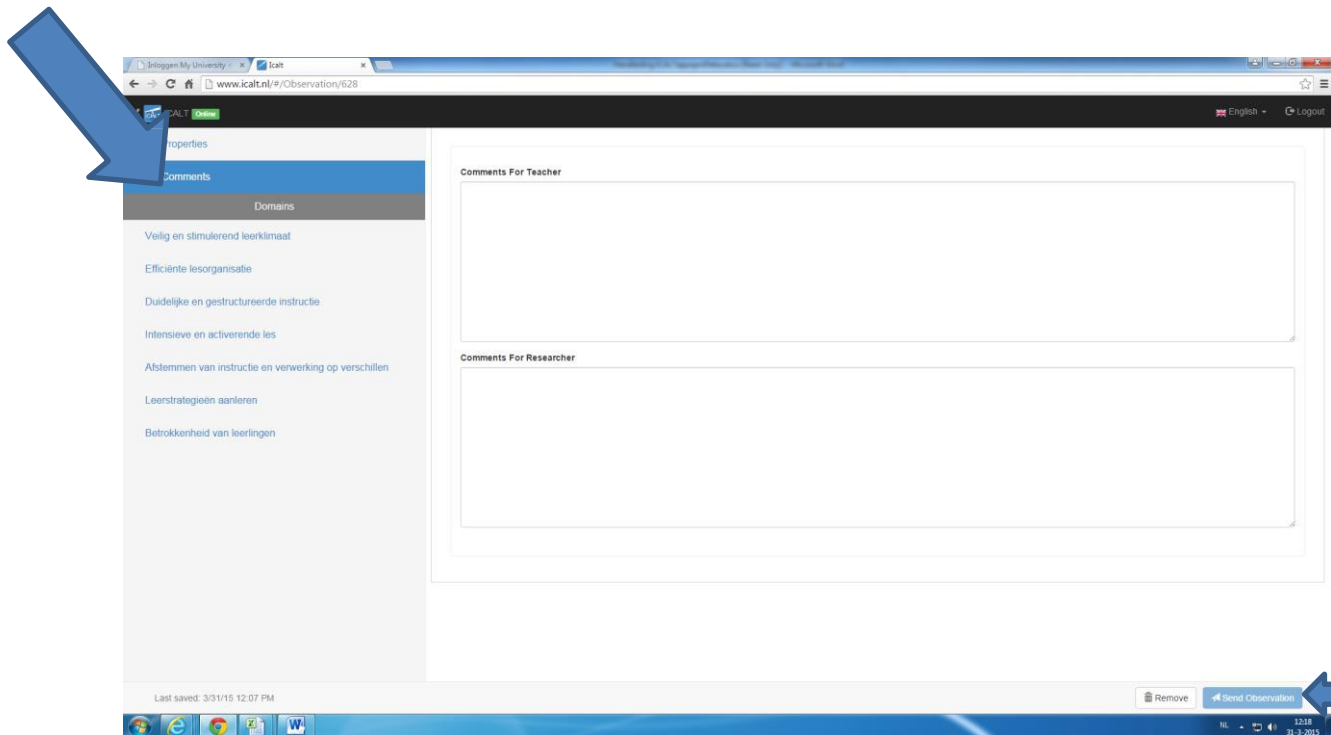 Inloggen My University
Icalt
www.icalt.nl/#/Observation/628
ICALT Online
English
Logout
Properties
Comments
Domains
Veilig en stimulerend leerklimaat
Efficiënte lesorganisatie
Duidelijke en gestructureerde instructie
Intensieve en activerende les
Afstemmen van instructie en verwerking op verschillen
Leerstrategieën aanleren
Betrokkenheid van leerlingen
Comments For Teacher
Comments For Researcher
Last saved: 3/31/15 12:07 PM
Remove
Send Observation
NL
12:18
31-3-2015